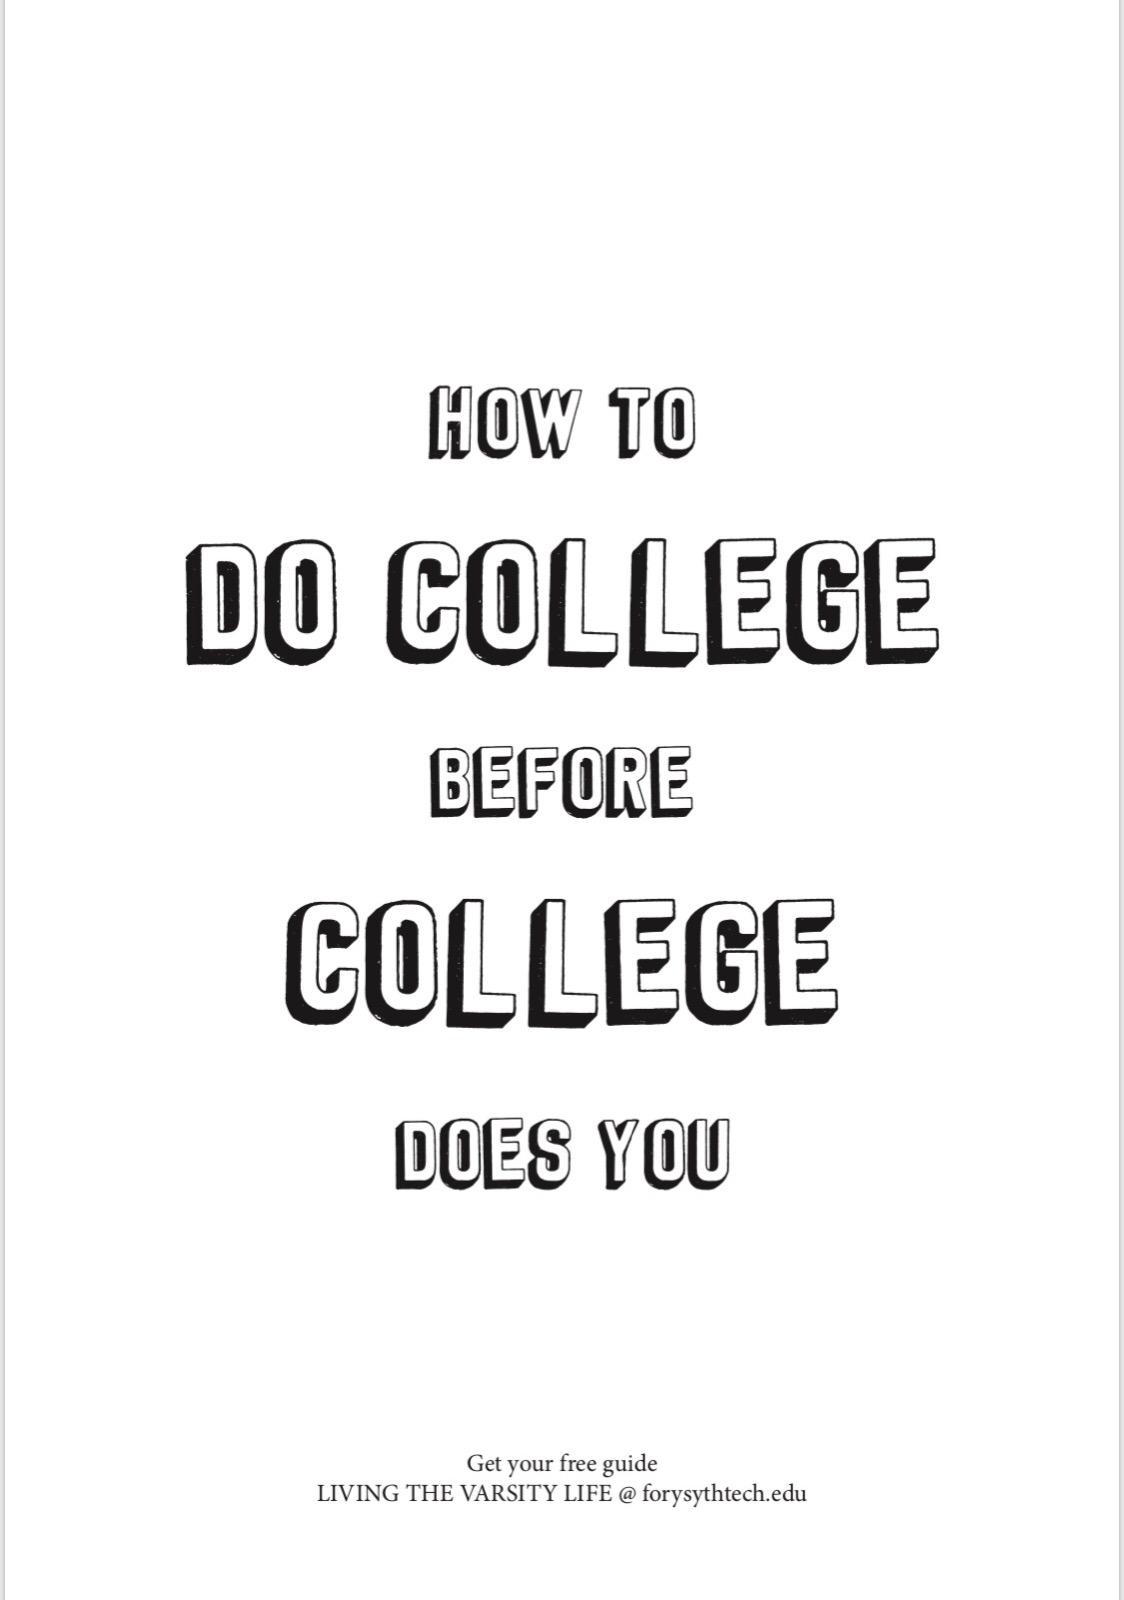 HOW TO
DO COLLEGE
BEFORE
COLLEGE
DOES YOU
Get your free guide
LIVING THE VARSITY LIFE @ forysythtech.edu